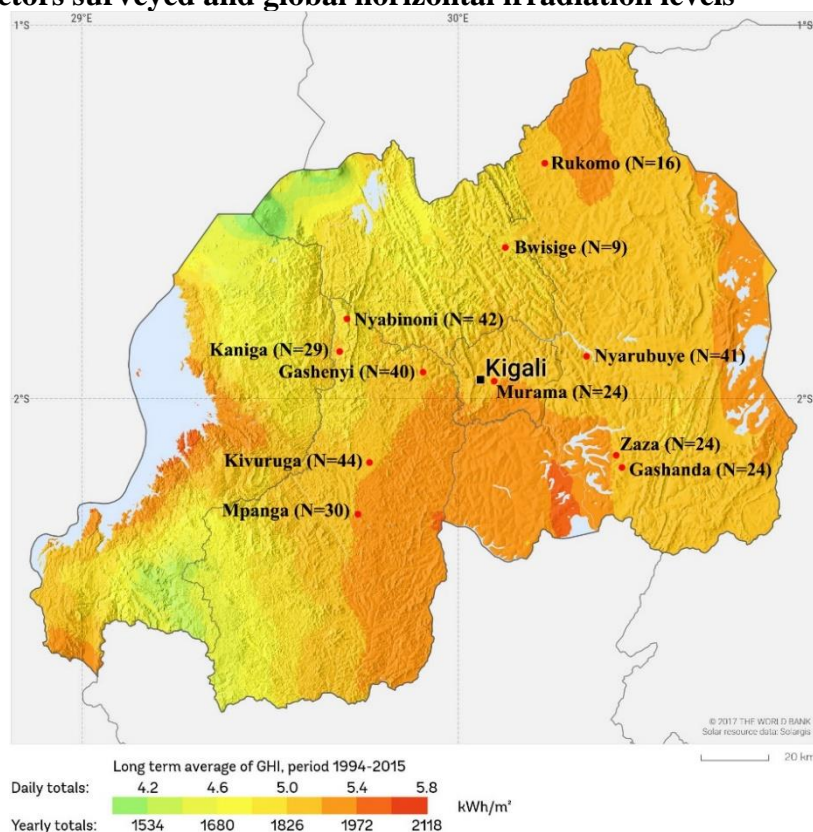 ctors surveyed and global horizontal irradiation levels
1°S 29°E 30°E 1°S
Rukomo (N=16)
Bwisige (N=9)
Nyabinoni (N= 42)
Kaniga (N=29)
Nyarubuye (N=41)
Gashenyi (N=40)
Kigali
Murama (N=24)
2°S 2°S
Zaza (N=24)
Kivuruga (N=44)
Gashanda (N=24)
Mpanga (N=30)
29°E 30°E
© 2017 THE WORLD BANK
Solar resource data: Solargis
20 km
Long term average of GHI, period 1994-2015
Daily totals: 4.2 4.6 5.0 5.4 5.8
kWh/m²
Yearly totals: 1534 1680 1826 1972 2118